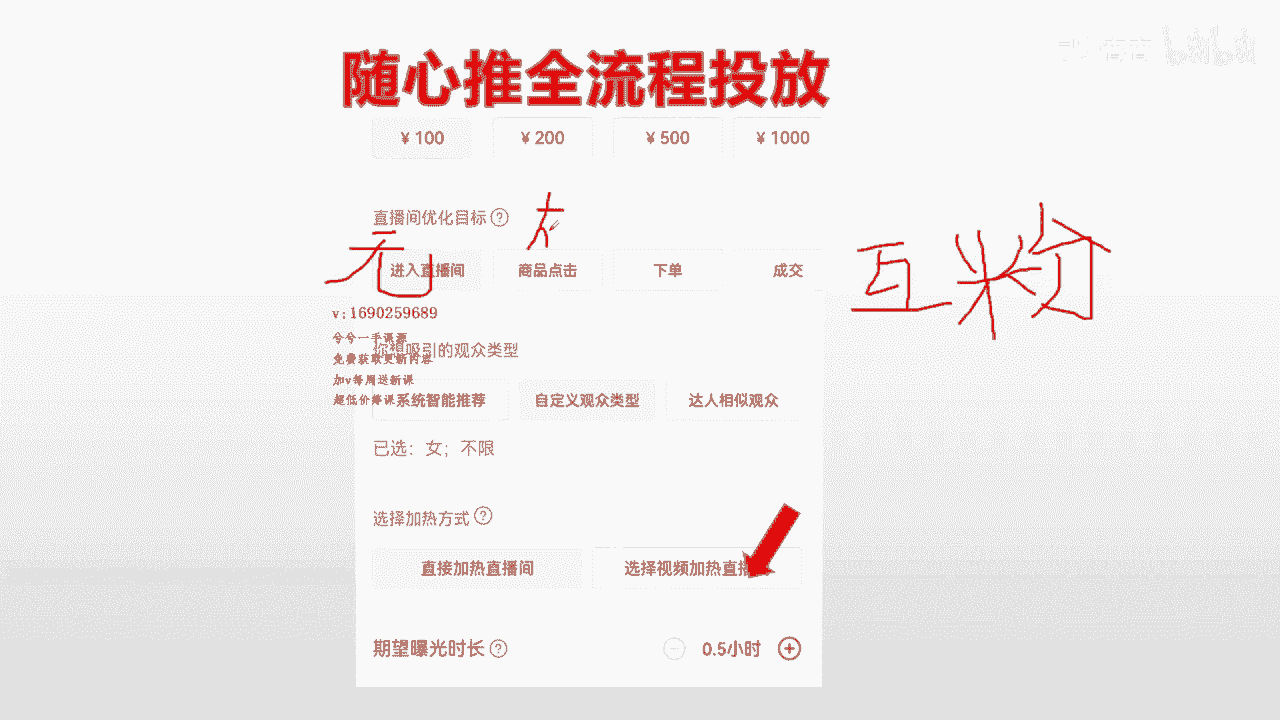 随心推全流程投放
¥ 100 ¥ 200 ¥ 500 ¥ 1000
直播间优化目标 ?
无
进入直播间 商品点击 下单 成交
互粉
v:1690259689
兮兮一手课源
你想吸引的观众类型
免费获取更新内容
加v每周送新课
超低价搏课
系统智能推荐 自定义观众类型 达人相似观众
已选：女；不限
选择加热方式 ?
直接加热直播间 选择视频加热直播
期望曝光时长 ? 0.5小时